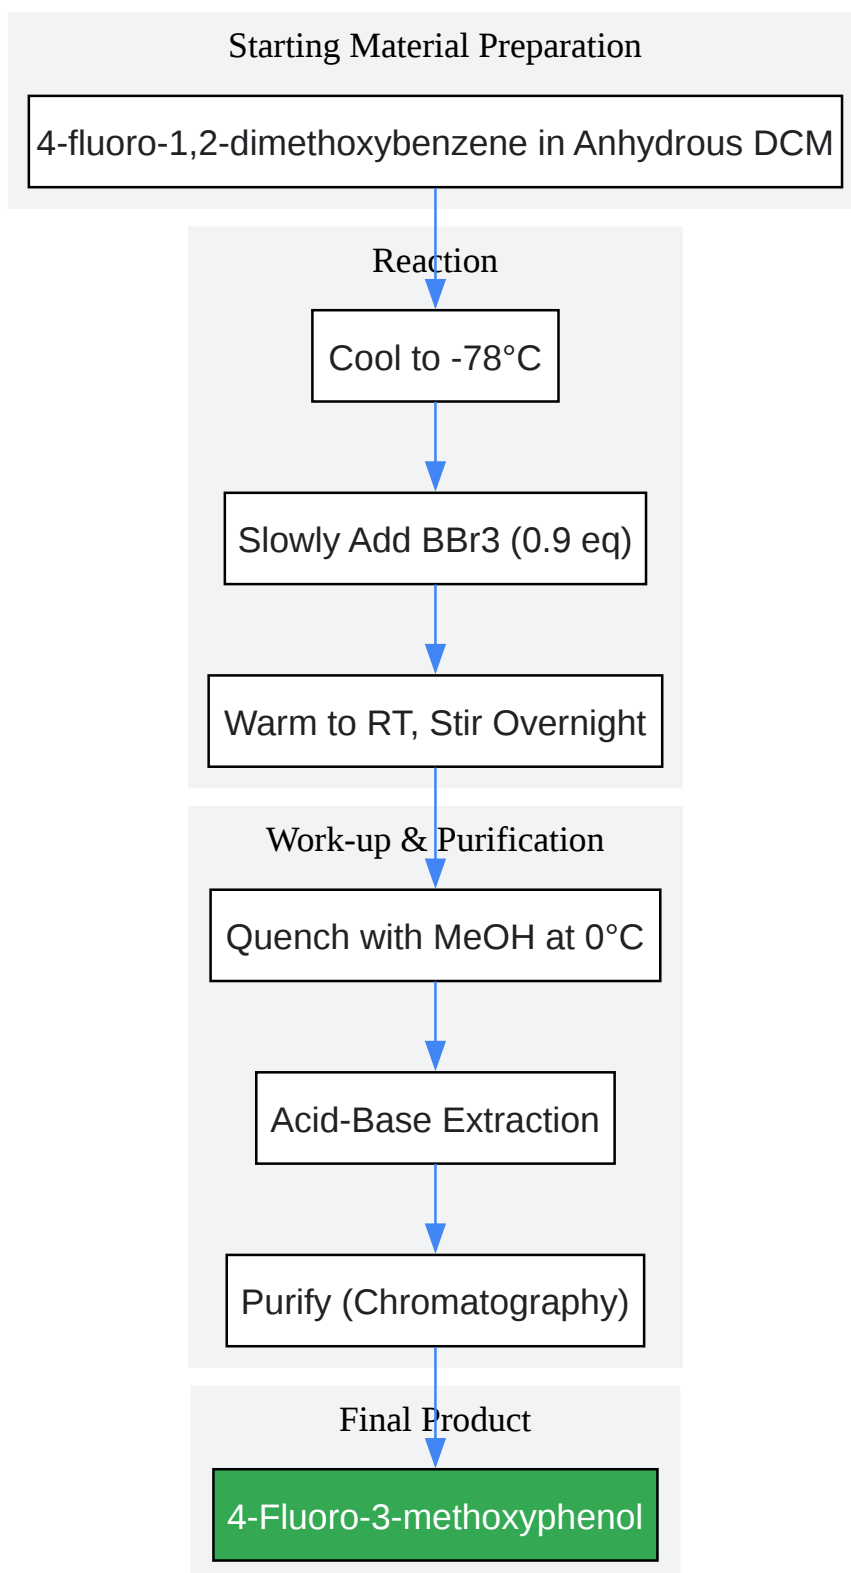 Starting Material Preparation
4-fluoro-1,2-dimethoxybenzene in Anhydrous DCM
Reaction
Cool to -78°C
Slowly Add BBr3 (0.9 eq)
Warm to RT, Stir Overnight
Work-up & Purification
Quench with MeOH at 0°C
Acid-Base Extraction
Purify (Chromatography)
Final Product
4-Fluoro-3-methoxyphenol